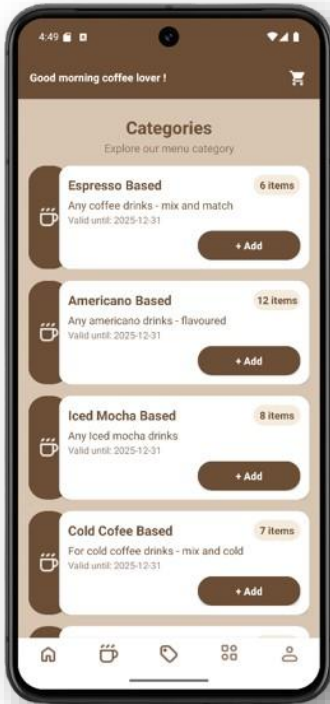 4:49
Good morning coffee lover !
Categories
Explore our menu category
Espresso Based
6 items
Any coffee drinks - mix and match
Valid until: 2025-12-31
+ Add
Americano Based
12 items
Any americano drinks - flavoured
Valid until: 2025-12-31
+ Add
Iced Mocha Based
8 items
Any Iced mocha drinks
Valid until: 2025-12-31
+ Add
Cold Cofee Based
7 items
For cold coffee drinks - mix and cold
Valid until: 2025-12-31
+ Add